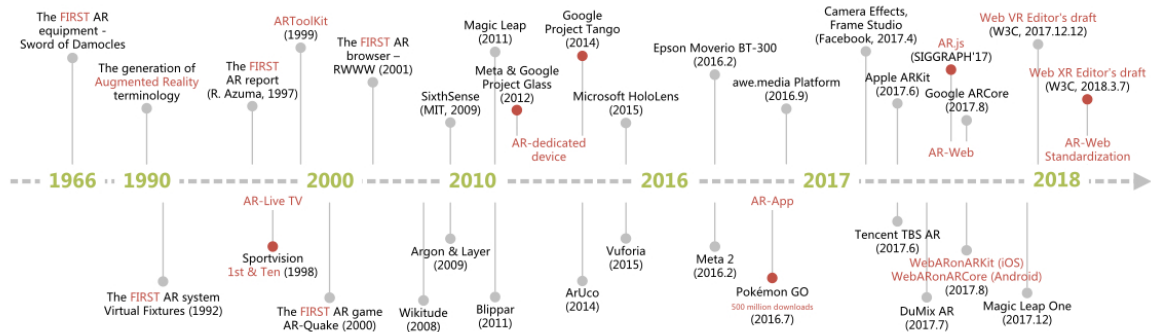 The FIRST AR
equipment -
Sword of Damocles
The generation of
Augmented Reality
terminology
The FIRST
AR report
(R. Azuma, 1997)
ARToolKit
(1999)
The FIRST AR
browser –
RWWW (2001)
SixthSense
(MIT, 2009)
Magic Leap
(2011)
Meta & Google
Project Glass
(2012)
Google
Project Tango
(2014)
AR-dedicated
device
Microsoft HoloLens
(2015)
Epson Moverio BT-300
(2016.2)
awe.media Platform
(2016.9)
Camera Effects,
Frame Studio
(Facebook, 2017.4)
Apple ARKit
(2017.6)
AR.js
(SIGGRAPH'17)
Google ARCore
(2017.8)
AR-Web
Web VR Editor's draft
(W3C, 2017.12.12)
Web XR Editor's draft
(W3C, 2018.3.7)
AR-Web
Standardization
1966
1990
2000
2010
2016
2017
2018
The FIRST AR system
Virtual Fixtures (1992)
AR-Live TV
Sportvision
1st & Ten (1998)
The FIRST AR game
AR-Quake (2000)
Wikitude
(2008)
Argon & Layer
(2009)
Blippar
(2011)
ArUco
(2014)
Vuforia
(2015)
Meta 2
(2016.2)
AR-App
Pokémon GO
500 million downloads
(2016.7)
Tencent TBS AR
(2017.6)
DuMix AR
(2017.7)
WebARonARKit (iOS)
WebARonARCore (Android)
(2017.8)
Magic Leap One
(2017.12)